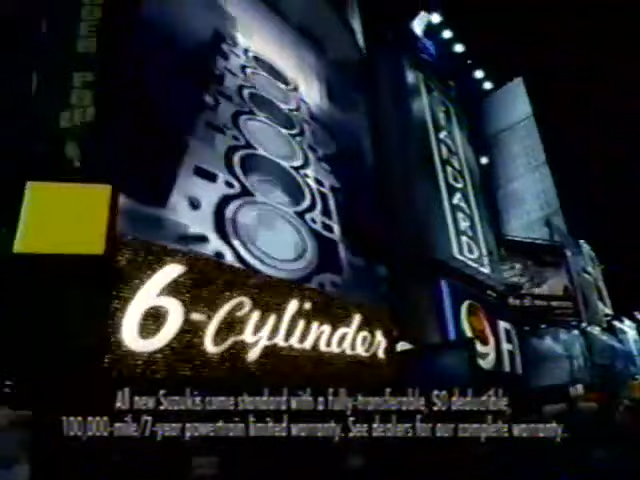 6-Cylinder
STANDARD
9
All new Suzukis come standard with a fully-transferable, $0 deductible,
100,000-mile/7-year powertrain limited warranty. See dealers for our complete warranty.